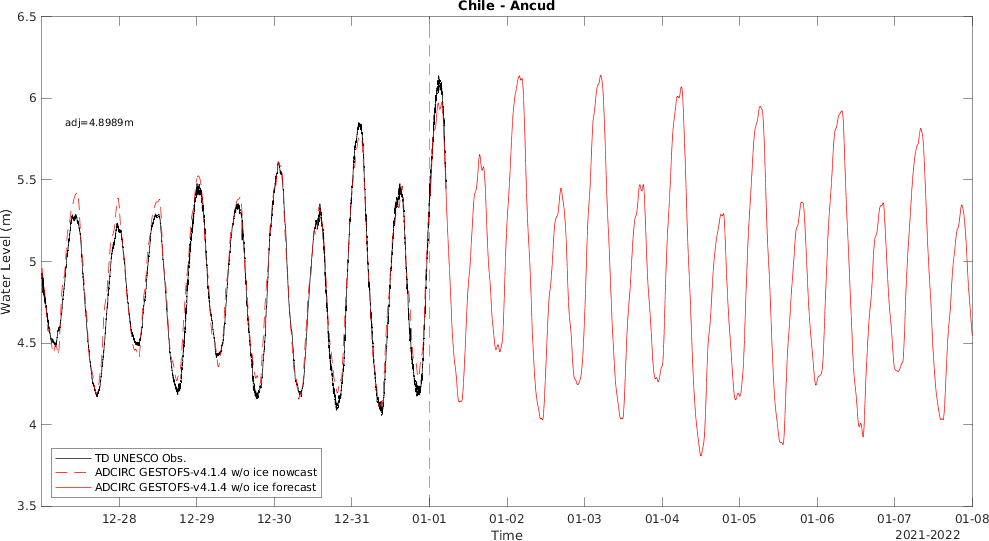 Chile - Ancud
6.5
6
5.5
5
4.5
4
3.5
Water Level (m)
adj=4.8989m
TD UNESCO Obs.
ADCIRC GESTOFS-v4.1.4 w/o ice nowcast
ADCIRC GESTOFS-v4.1.4 w/o ice forecast
12-28 12-29 12-30 12-31 01-01 01-02 01-03 01-04 01-05 01-06 01-07 01-08
Time
2021-2022